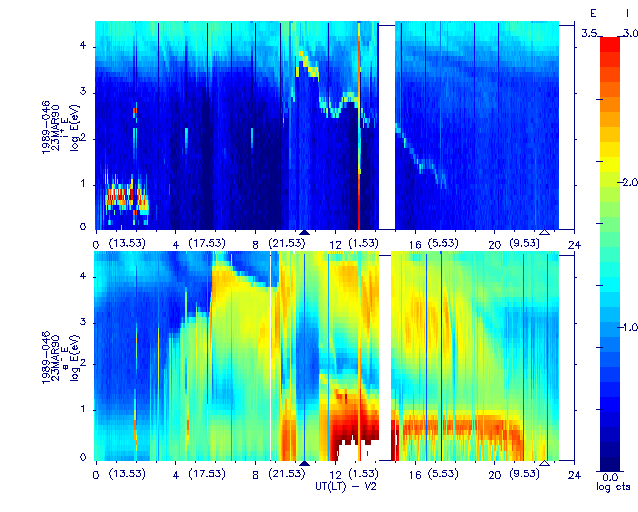 E I
3.5 3.0
4
3
2
1
0
1989-046
23MAR90
i+ E
log E(eV)
0 (13.53) 4 (17.53) 8 (21.53) 12 (1.53) 16 (5.53) 20 (9.53) 24
2.0
1.0
4
3
2
1
0
1989-046
23MAR90
e E
log E(eV)
0 (13.53) 4 (17.53) 8 (21.53) 12 (1.53) 16 (5.53) 20 (9.53) 24
UT(LT) - V2
0.0
log cts